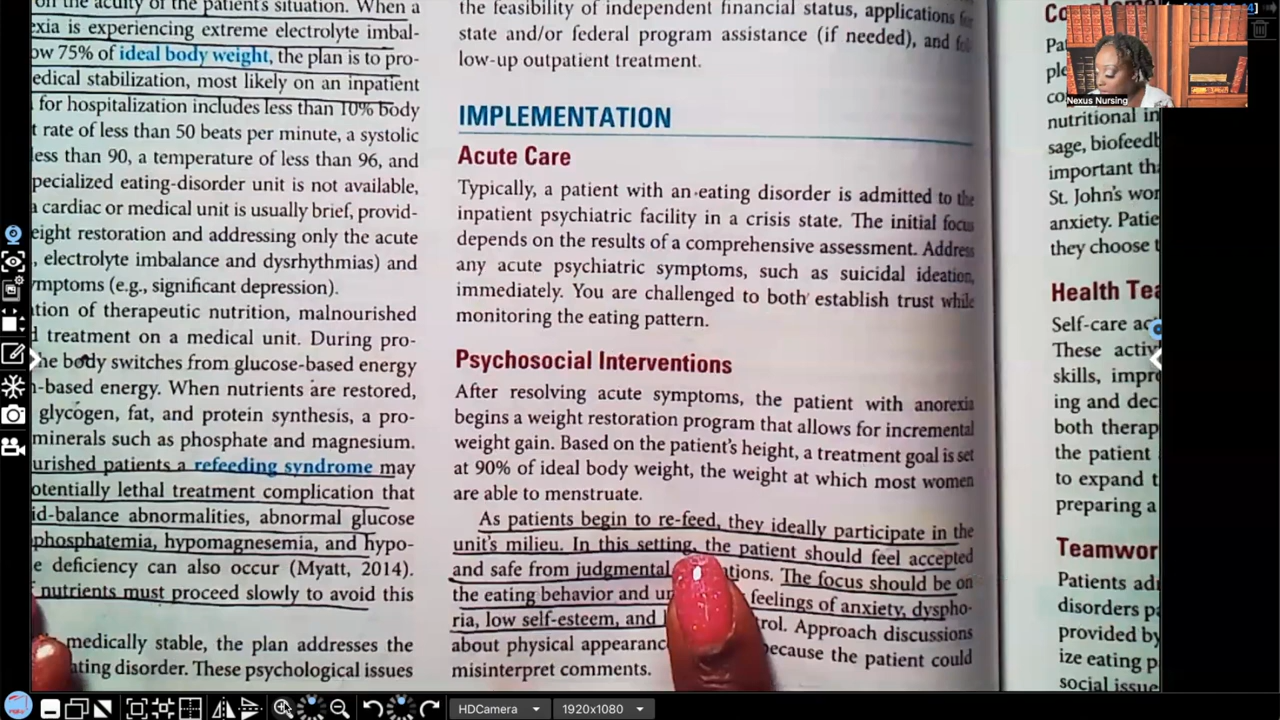 on the acuity of the patient's situation. When a
exia is experiencing extreme electrolyte imbal-
ow 75% of ideal body weight, the plan is to pro-
edical stabilization, most likely on an inpatient
for hospitalization includes less than 10% body
t rate of less than 50 beats per minute, a systolic
less than 90, a temperature of less than 96, and
pecialized eating-disorder unit is not available,
a cardiac or medical unit is usually brief, provid-
eight restoration and addressing only the acute
, electrolyte imbalance and dysrhythmias) and
ymptoms (e.g., significant depression).
tion of therapeutic nutrition, malnourished
d treatment on a medical unit. During pro-
he body switches from glucose-based energy
n-based energy. When nutrients are restored,
glycogen, fat, and protein synthesis, a pro-
minerals such as phosphate and magnesium.
urished patients a refeeding syndrome may
otentially lethal treatment complication that
id-balance abnormalities, abnormal glucose
phosphatemia, hypomagnesemia, and hypo-
e deficiency can also occur (Myatt, 2014).
f nutrients must proceed slowly to avoid this
medically stable, the plan addresses the
ating disorder. These psychological issues
the feasibility of independent financial status, applications for
state and/or federal program assistance (if needed), and fol-
low-up outpatient treatment.
IMPLEMENTATION
Acute Care
Typically, a patient with an eating disorder is admitted to the
inpatient psychiatric facility in a crisis state. The initial focus
depends on the results of a comprehensive assessment. Address
any acute psychiatric symptoms, such as suicidal ideation,
immediately. You are challenged to both establish trust while
monitoring the eating pattern.
Psychosocial Interventions
After resolving acute symptoms, the patient with anorexia
begins a weight restoration program that allows for incremental
weight gain. Based on the patient's height, a treatment goal is set
at 90% of ideal body weight, the weight at which most women
are able to menstruate.
As patients begin to re-feed, they ideally participate in the
unit's milieu. In this setting, the patient should feel accepted
and safe from judgmental tions. The focus should be on
the eating behavior and un feelings of anxiety, dyspho-
ria, low self-esteem, and trol. Approach discussions
about physical appearanc because the patient could
misinterpret comments.
Pa
ple
co
nutritional in
sage, biofeedb
important tha
St. John's wor
anxiety. Patie
they choose t
Health Tea
Self-care ac
These activ
skills, impr
ing and dec
both therap
the patient
to expand t
preparing a
Teamwor
Patients adr
disorders pa
provided by
ize eating p
social issue
Nexus Nursing
HDCamera
1920x1080